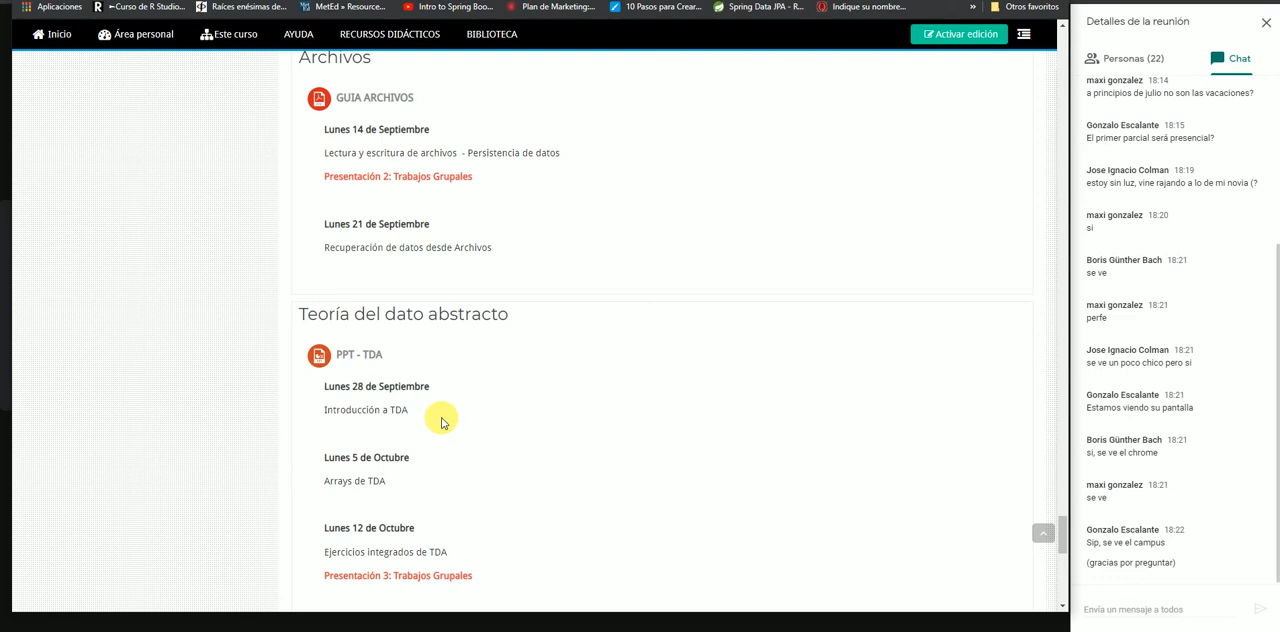 Aplicaciones
←Curso de R Studio...
Raíces enésimas de...
MetEd » Resource...
Intro to Spring Boo...
Plan de Marketing:...
10 Pasos para Crear...
Spring Data JPA - R...
Indique su nombre...
»
Otros favoritos
Inicio
Área personal
Este curso
AYUDA
RECURSOS DIDÁCTICOS
BIBLIOTECA
Activar edición
Archivos
GUIA ARCHIVOS
Lunes 14 de Septiembre
Lectura y escritura de archivos - Persistencia de datos
Presentación 2: Trabajos Grupales
Lunes 21 de Septiembre
Recuperación de datos desde Archivos
Teoría del dato abstracto
PPT - TDA
Lunes 28 de Septiembre
Introducción a TDA
Lunes 5 de Octubre
Arrays de TDA
Lunes 12 de Octubre
Ejercicios integrados de TDA
Presentación 3: Trabajos Grupales
Detalles de la reunión
Personas (22)
Chat
maxi gonzalez 18:14
a principios de julio no son las vacaciones?
Gonzalo Escalante 18:15
El primer parcial será presencial?
Jose Ignacio Colman 18:19
estoy sin luz, vine rajando a lo de mi novia (?
maxi gonzalez 18:20
si
Boris Günther Bach 18:21
se ve
maxi gonzalez 18:21
perfe
Jose Ignacio Colman 18:21
se ve un poco chico pero si
Gonzalo Escalante 18:21
Estamos viendo su pantalla
Boris Günther Bach 18:21
si, se ve el chrome
maxi gonzalez 18:21
se ve
Gonzalo Escalante 18:22
Sip, se ve el campus
(gracias por preguntar)
Envía un mensaje a todos